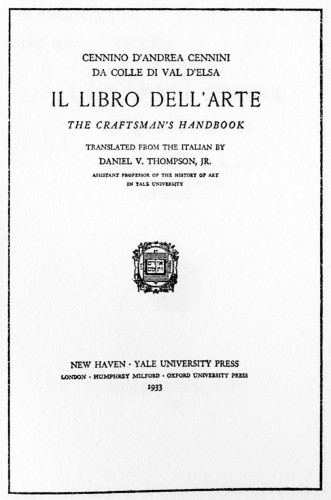 CENNINO D'ANDREA CENNINI
DA COLLE DI VAL D'ELSA
IL LIBRO DELL'ARTE
THE CRAFTSMAN'S HANDBOOK
TRANSLATED FROM THE ITALIAN BY
DANIEL V. THOMPSON, JR.
ASSISTANT PROFESSOR OF THE HISTORY OF ART
IN YALE UNIVERSITY
NEW HAVEN · YALE UNIVERSITY PRESS
LONDON · HUMPHREY MILFORD · OXFORD UNIVERSITY PRESS
1933